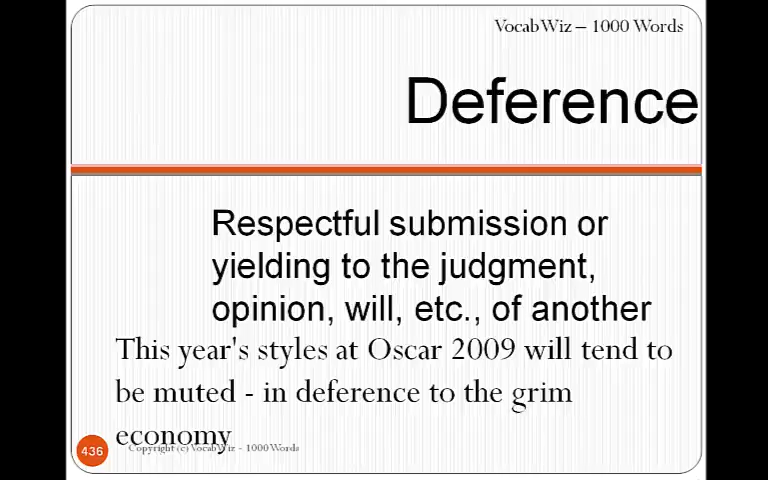 VocabWiz – 1000 Words
Deference
Respectful submission or
yielding to the judgment,
opinion, will, etc., of another
This year's styles at Oscar 2009 will tend to
be muted - in deference to the grim
economy
436
Copyright (c) VocabWiz - 1000 Words